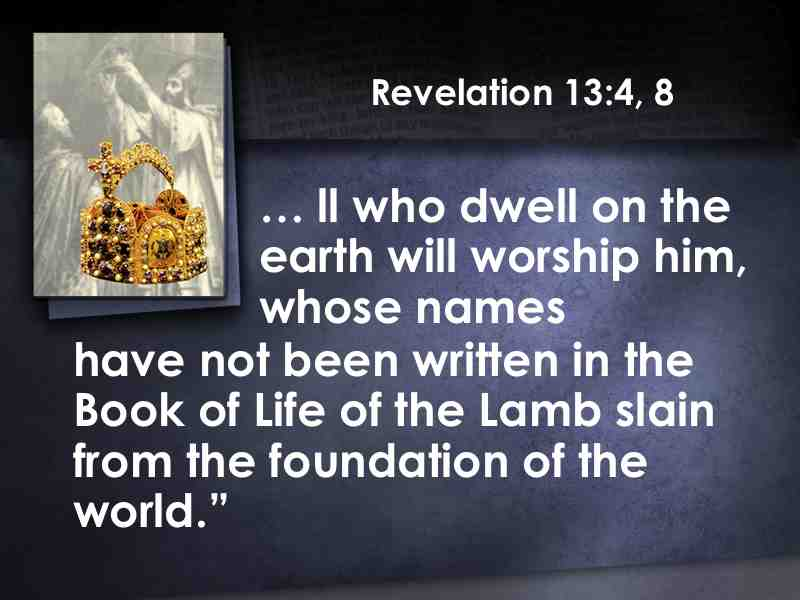 Revelation 13:4, 8
… ll who dwell on the
earth will worship him,
whose names
have not been written in the
Book of Life of the Lamb slain
from the foundation of the
world.”